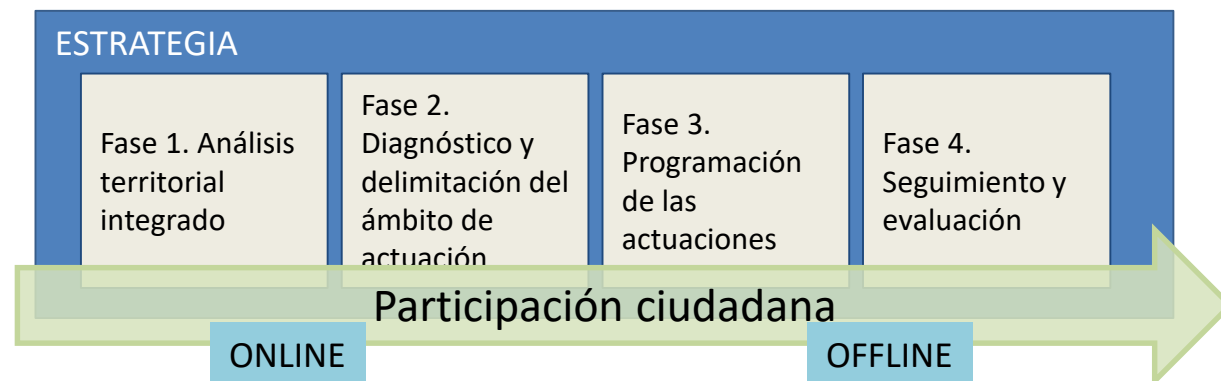 ESTRATEGIA
Fase 1. Análisis
territorial
integrado
Fase 2.
Diagnóstico y
delimitación del
ámbito de
actuación
Fase 3.
Programación
de las
actuaciones
Fase 4.
Seguimiento y
evaluación
Participación ciudadana
ONLINE
OFFLINE